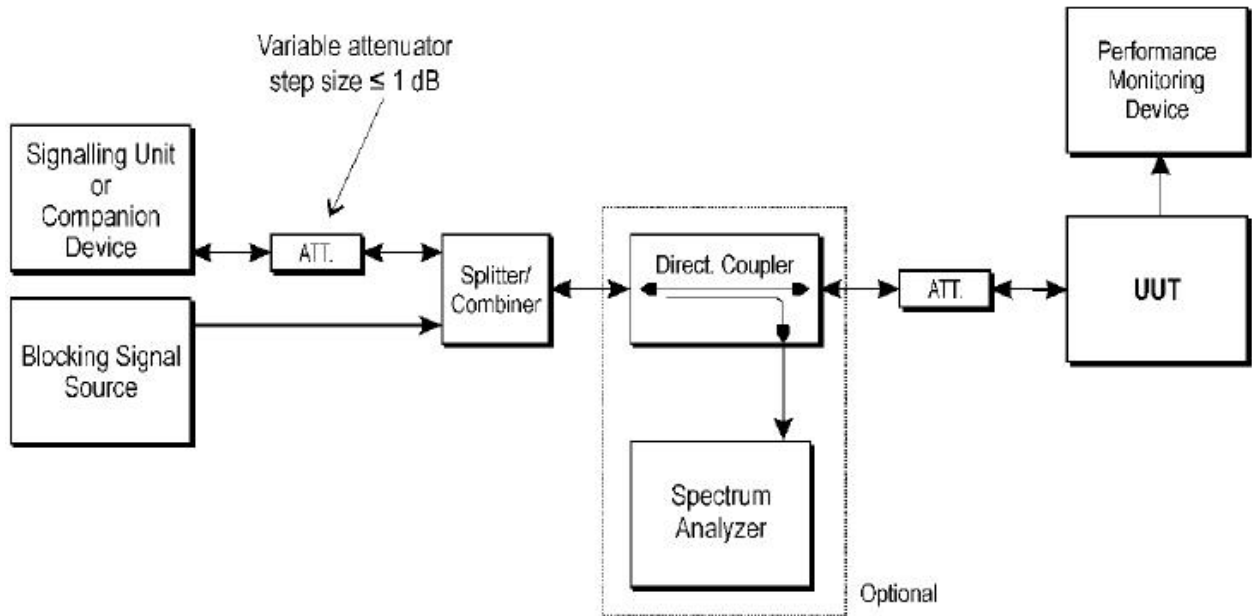 Variable attenuator
step size ≤ 1 dB
Performance
Monitoring
Device
Signalling Unit
or
Companion
Device
ATT.
Splitter/
Combiner
Direct. Coupler
ATT.
UUT
Blocking Signal
Source
Spectrum
Analyzer
Optional